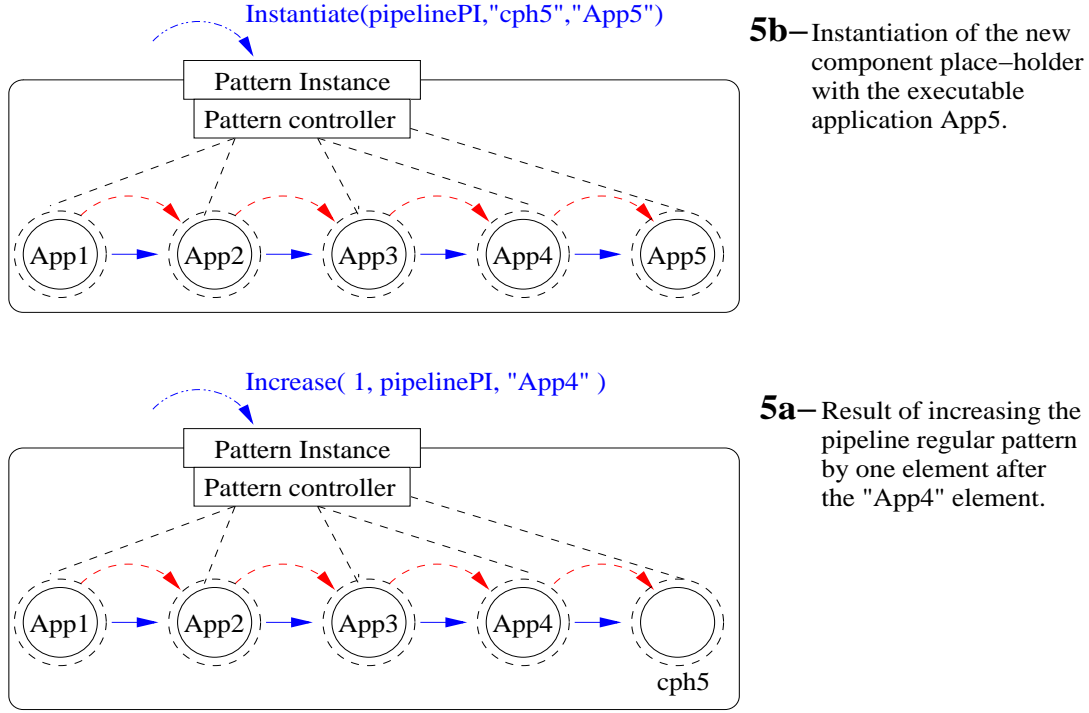 Instantiate(pipelinePI,"cph5","App5")
Pattern Instance
Pattern controller
App1
App2
App3
App4
App5
5b–Instantiation of the new
component place–holder
with the executable
application App5.
Increase( 1, pipelinePI, "App4" )
Pattern Instance
Pattern controller
App1
App2
App3
App4
cph5
5a–Result of increasing the
pipeline regular pattern
by one element after
the "App4" element.